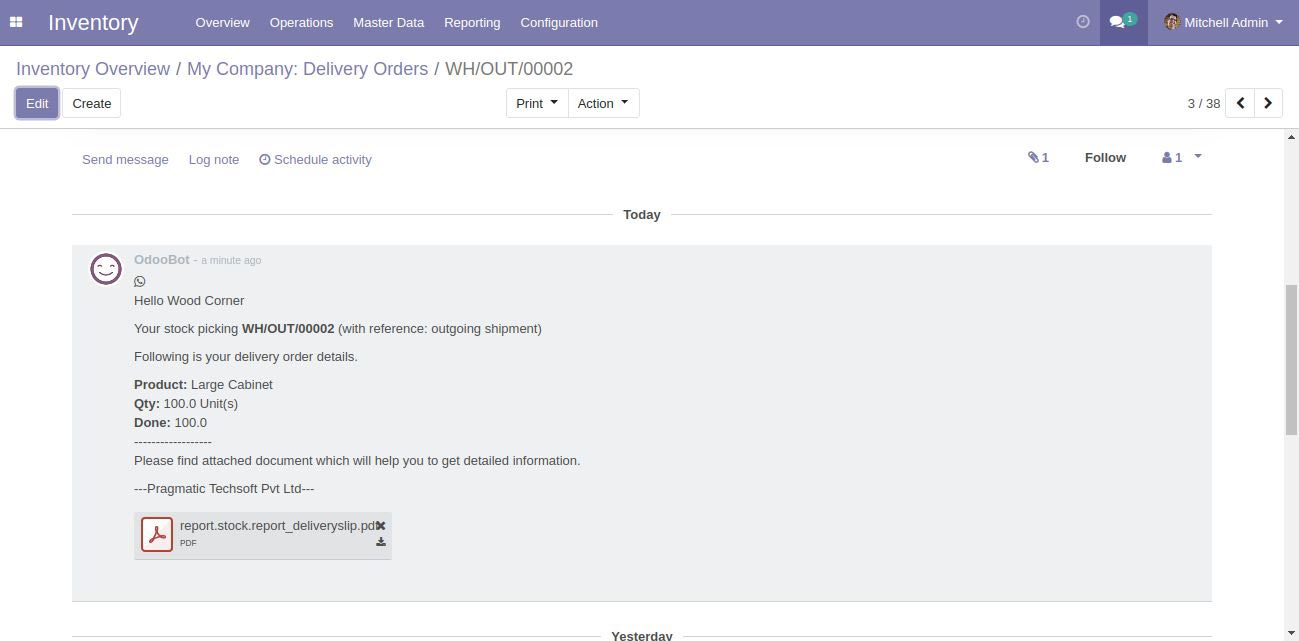 Inventory Overview Operations Master Data Reporting Configuration 1 Mitchell Admin
Inventory Overview / My Company: Delivery Orders / WH/OUT/00002
Edit Create Print Action 3 / 38
Send message Log note Schedule activity 1 Follow 1
Today
OdooBot - a minute ago
Hello Wood Corner
Your stock picking WH/OUT/00002 (with reference: outgoing shipment)
Following is your delivery order details.
Product: Large Cabinet
Qty: 100.0 Unit(s)
Done: 100.0
------------------
Please find attached document which will help you to get detailed information.
---Pragmatic Techsoft Pvt Ltd---
report.stock.report_deliveryslip.pdf
PDF
Yesterday